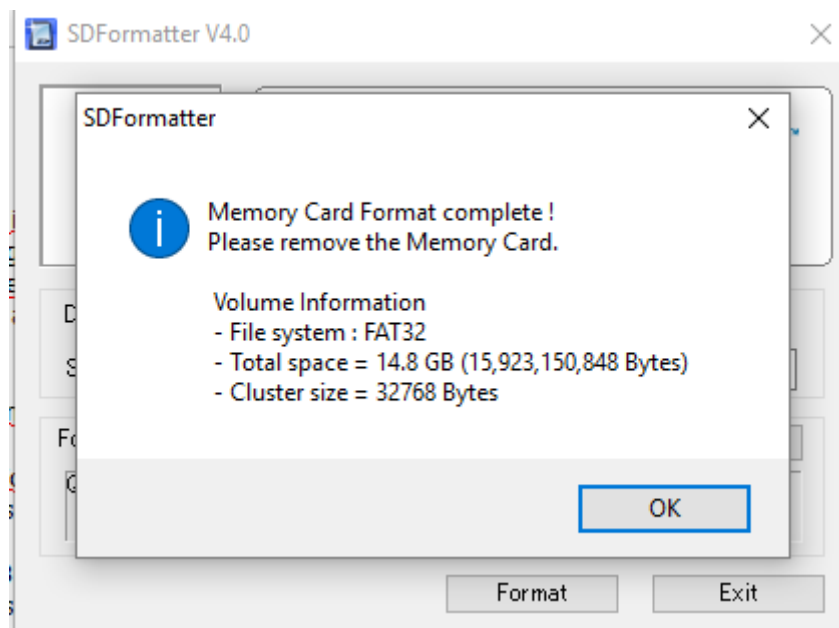 SDFormatter V4.0
SDFormatter
Memory Card Format complete !
Please remove the Memory Card.
Volume Information
- File system : FAT32
- Total space = 14.8 GB (15,923,150,848 Bytes)
- Cluster size = 32768 Bytes
OK
Format
Exit